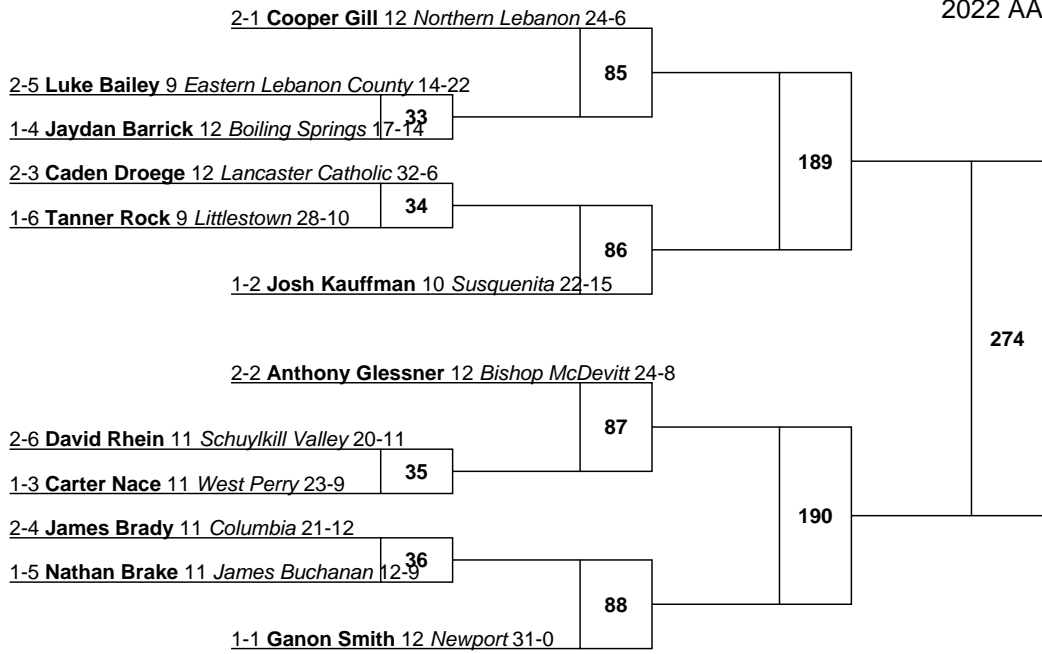 2022 AA
2-1 Cooper Gill 12 Northern Lebanon 24-6
85
2-5 Luke Bailey 9 Eastern Lebanon County 14-22
33
1-4 Jaydan Barrick 12 Boiling Springs 17-14
189
2-3 Caden Droege 12 Lancaster Catholic 32-6
34
1-6 Tanner Rock 9 Littlestown 28-10
86
1-2 Josh Kauffman 10 Susquenita 22-15
274
2-2 Anthony Glessner 12 Bishop McDevitt 24-8
87
2-6 David Rhein 11 Schuylkill Valley 20-11
35
1-3 Carter Nace 11 West Perry 23-9
190
2-4 James Brady 11 Columbia 21-12
36
1-5 Nathan Brake 11 James Buchanan 12-9
88
1-1 Ganon Smith 12 Newport 31-0